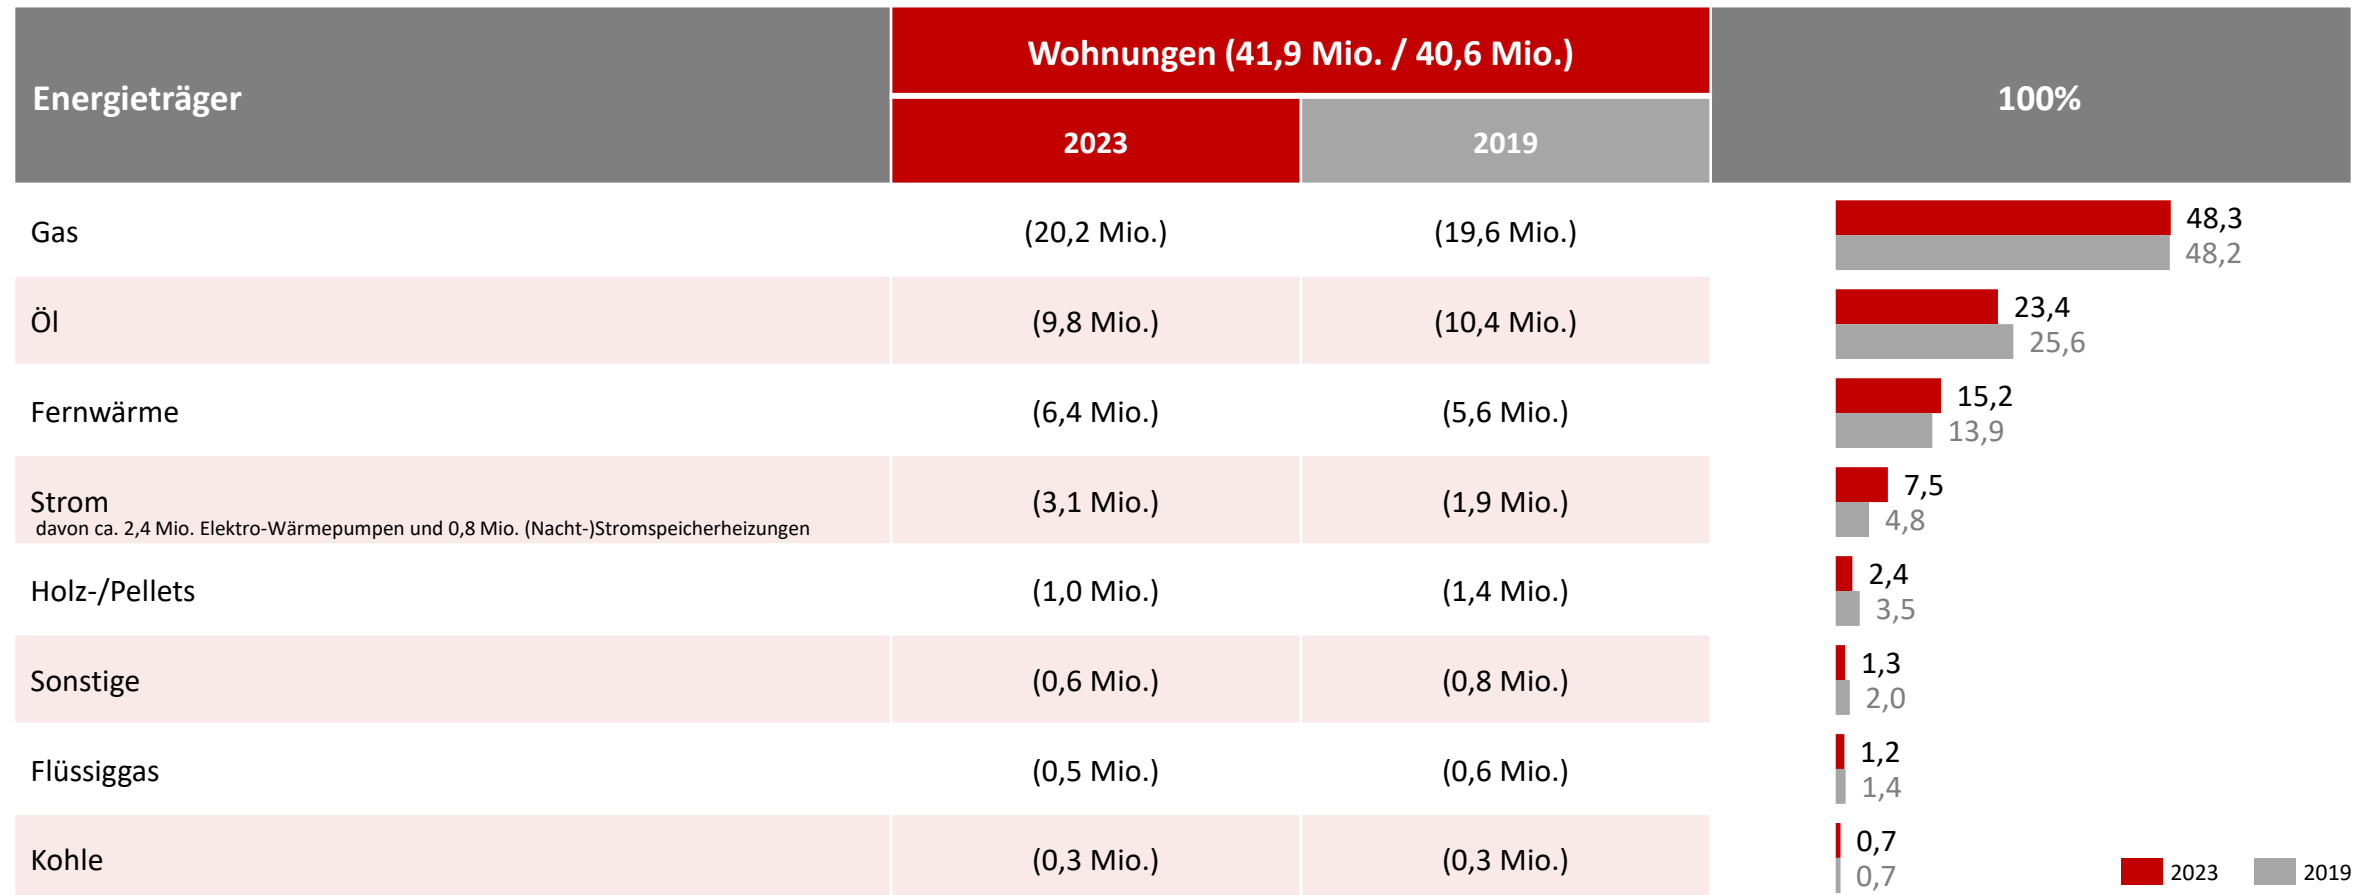 Energieträger
Wohnungen (41,9 Mio. / 40,6 Mio.)
100%
2023
2019
Gas
(20,2 Mio.)
(19,6 Mio.)
48,3
48,2
Öl
(9,8 Mio.)
(10,4 Mio.)
23,4
25,6
Fernwärme
(6,4 Mio.)
(5,6 Mio.)
15,2
13,9
Strom
davon ca. 2,4 Mio. Elektro-Wärmepumpen und 0,8 Mio. (Nacht-)Stromspeicherheizungen
(3,1 Mio.)
(1,9 Mio.)
7,5
4,8
Holz-/Pellets
(1,0 Mio.)
(1,4 Mio.)
2,4
3,5
Sonstige
(0,6 Mio.)
(0,8 Mio.)
1,3
2,0
Flüssiggas
(0,5 Mio.)
(0,6 Mio.)
1,2
1,4
Kohle
(0,3 Mio.)
(0,3 Mio.)
0,7
0,7
2023
2019